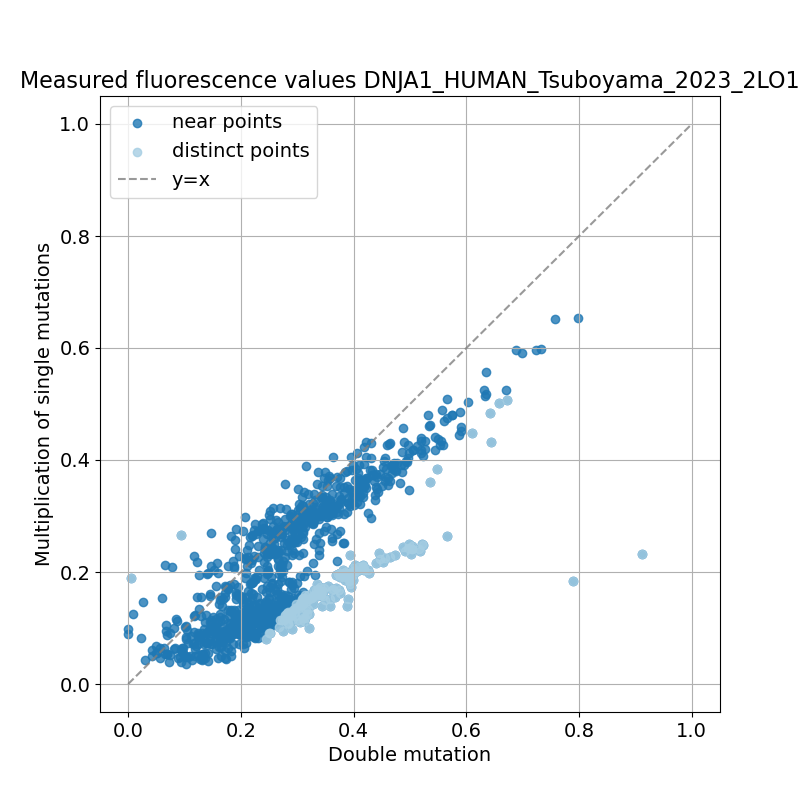 Measured fluorescence values DNJA1_HUMAN_Tsuboyama_2023_2LO1
near points
distinct points
y=x
1.0
0.8
0.6
0.4
0.2
0.0
Multiplication of single mutations
0.0 0.2 0.4 0.6 0.8 1.0
Double mutation